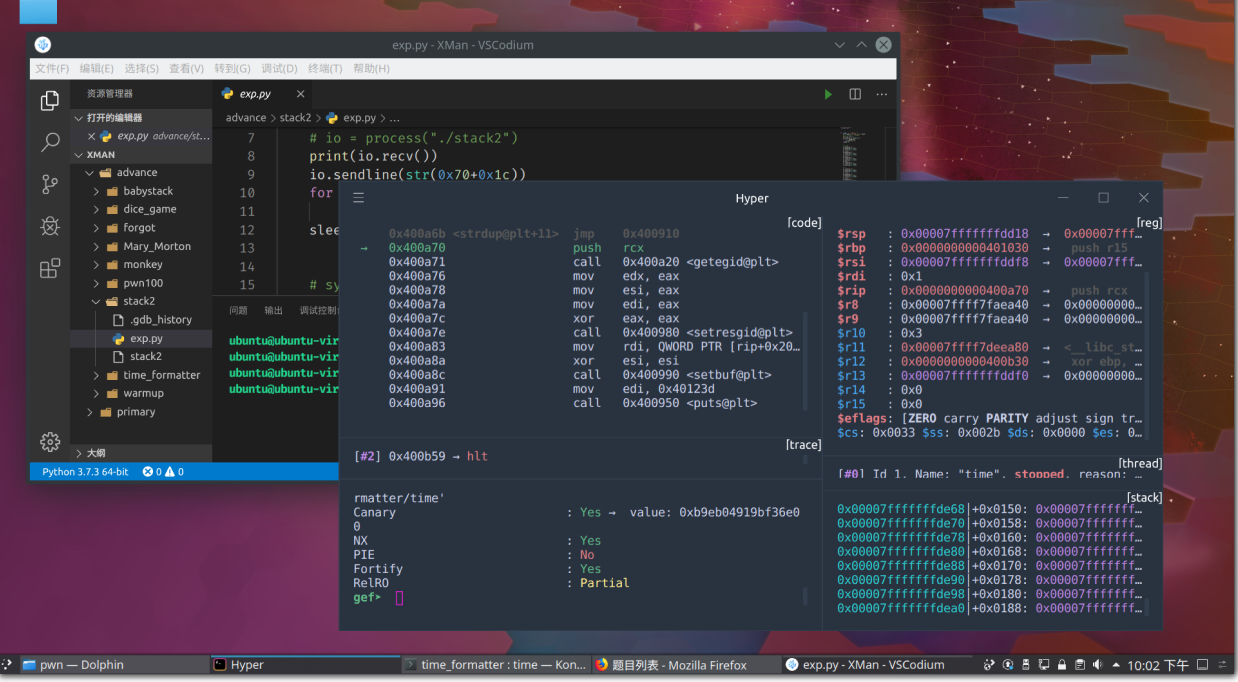 exp.py - XMan - VSCodium
文件(F) 编辑(E) 选择(S) 查看(V) 转到(G) 调试(D) 终端(T) 帮助(H)
资源管理器
exp.py
打开的编辑器
exp.py advance/st...
XMAN
advance
babystack
dice_game
forgot
Mary_Morton
monkey
pwn100
stack2
.gdb_history
exp.py
stack2
time_formatter
warmup
primary
大纲
advance > stack2 > exp.py > ...
7 # io = process("./stack2")
8 print(io.recv())
9 io.sendline(str(0x70+0x1c))
10 for
11
12 slee
13
14
15 # sy
问题 输出 调试控制
ubuntu@ubuntu-vir
ubuntu@ubuntu-vir
ubuntu@ubuntu-vir
ubuntu@ubuntu-vir
Python 3.7.3 64-bit 0 0
Hyper
[code]
0x400a6b <strdup@plt+11> jmp 0x400910
→ 0x400a70 push rcx
0x400a71 call 0x400a20 <getegid@plt>
0x400a76 mov edx, eax
0x400a78 mov esi, eax
0x400a7a mov edi, eax
0x400a7c xor eax, eax
0x400a7e call 0x400980 <setresgid@plt>
0x400a83 mov rdi, QWORD PTR [rip+0x20…
0x400a8a xor esi, esi
0x400a8c call 0x400990 <setbuf@plt>
0x400a91 mov edi, 0x40123d
0x400a96 call 0x400950 <puts@plt>
[trace]
[#2] 0x400b59 → hlt
rmatter/time'
Canary : Yes → value: 0xb9eb04919bf36e0
0
NX : Yes
PIE : No
Fortify : Yes
RelRO : Partial
gef➤
[reg]
$rsp : 0x00007fffffffdd18 → 0x00007fff…
$rbp : 0x0000000000401030 → push r15
$rsi : 0x00007fffffffddf8 → 0x00007fff…
$rdi : 0x1
$rip : 0x0000000000400a70 → push rcx
$r8 : 0x00007ffff7faea40 → 0x00000000…
$r9 : 0x00007ffff7faea40 → 0x00000000…
$r10 : 0x3
$r11 : 0x00007ffff7deea80 → <__libc_st…
$r12 : 0x0000000000400b30 → xor ebp, …
$r13 : 0x00007fffffffddf0 → 0x00000000…
$r14 : 0x0
$r15 : 0x0
$eflags: [ZERO carry PARITY adjust sign tr…
$cs: 0x0033 $ss: 0x002b $ds: 0x0000 $es: 0…
[thread]
[#0] Id 1, Name: "time", stopped, reason: …
[stack]
0x00007fffffffde68|+0x0150: 0x00007fffffff…
0x00007fffffffde70|+0x0158: 0x00007fffffff…
0x00007fffffffde78|+0x0160: 0x00007fffffff…
0x00007fffffffde80|+0x0168: 0x00007fffffff…
0x00007fffffffde88|+0x0170: 0x00007fffffff…
0x00007fffffffde90|+0x0178: 0x00007fffffff…
0x00007fffffffde98|+0x0180: 0x00007fffffff…
0x00007fffffffdea0|+0x0188: 0x00007fffffff…
pwn — Dolphin Hyper time_formatter : time — Kon... 题目列表 - Mozilla Firefox exp.py - XMan - VSCodium 10:02 下午